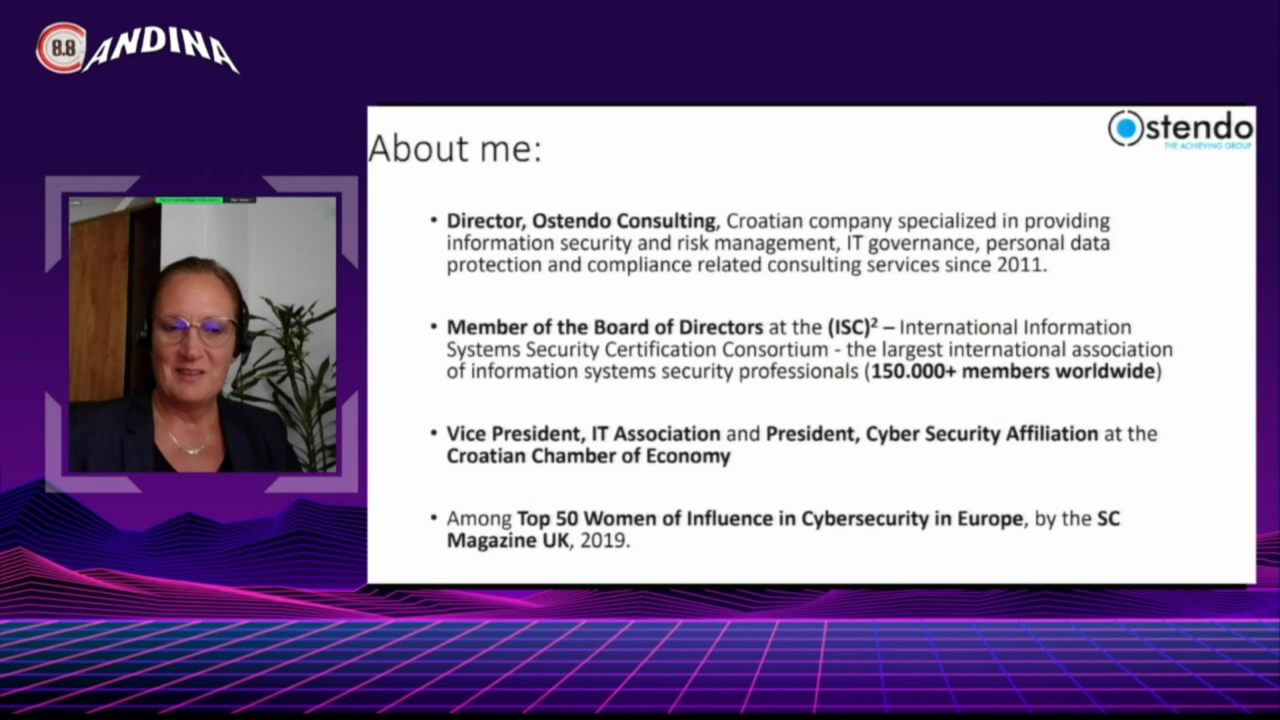 8.8 ANDINA
Ostendo
THE ACHIEVING GROUP
About me:
• Director, Ostendo Consulting, Croatian company specialized in providing
information security and risk management, IT governance, personal data
protection and compliance related consulting services since 2011.
• Member of the Board of Directors at the (ISC)² – International Information
Systems Security Certification Consortium - the largest international association
of information systems security professionals (150.000+ members worldwide)
• Vice President, IT Association and President, Cyber Security Affiliation at the
Croatian Chamber of Economy
• Among Top 50 Women of Influence in Cybersecurity in Europe, by the SC
Magazine UK, 2019.